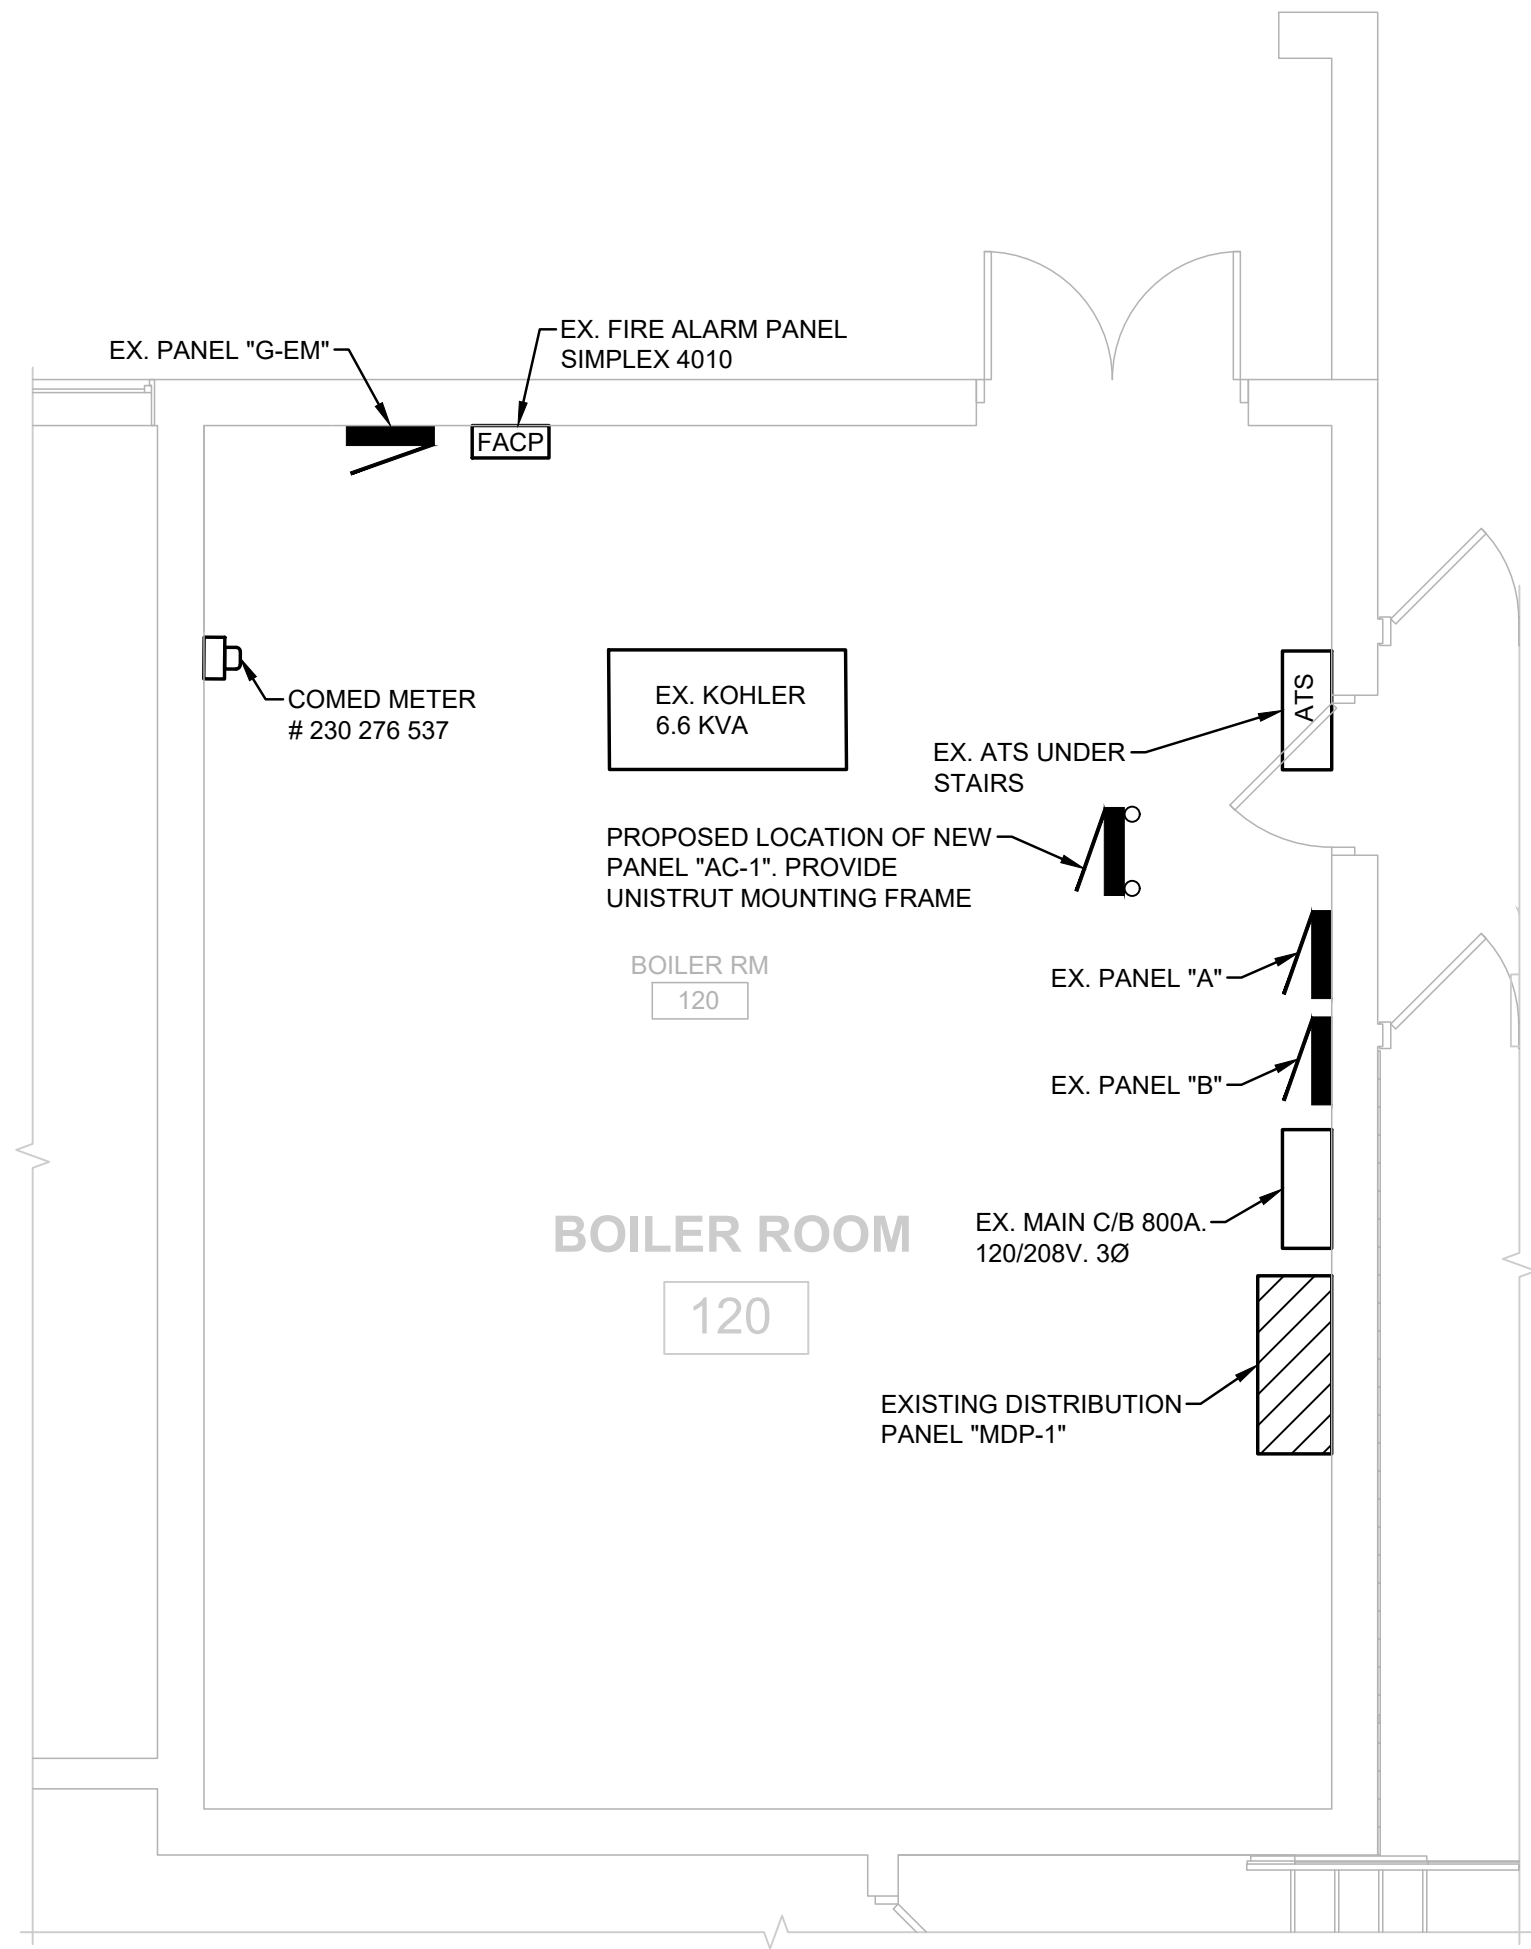 EX. PANEL "G-EM"
EX. FIRE ALARM PANEL
SIMPLEX 4010
FACP
COMED METER
# 230 276 537
EX. KOHLER
6.6 KVA
ATS
EX. ATS UNDER
STAIRS
PROPOSED LOCATION OF NEW
PANEL "AC-1". PROVIDE
UNISTRUT MOUNTING FRAME
BOILER RM
120
EX. PANEL "A"
EX. PANEL "B"
EX. MAIN C/B 800A.
120/208V. 3Ø
BOILER ROOM
120
EXISTING DISTRIBUTION
PANEL "MDP-1"